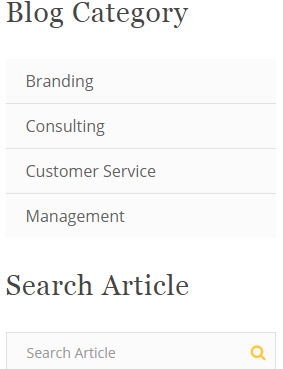 Blog Category
Branding
Consulting
Customer Service
Management
Search Article
Search Article